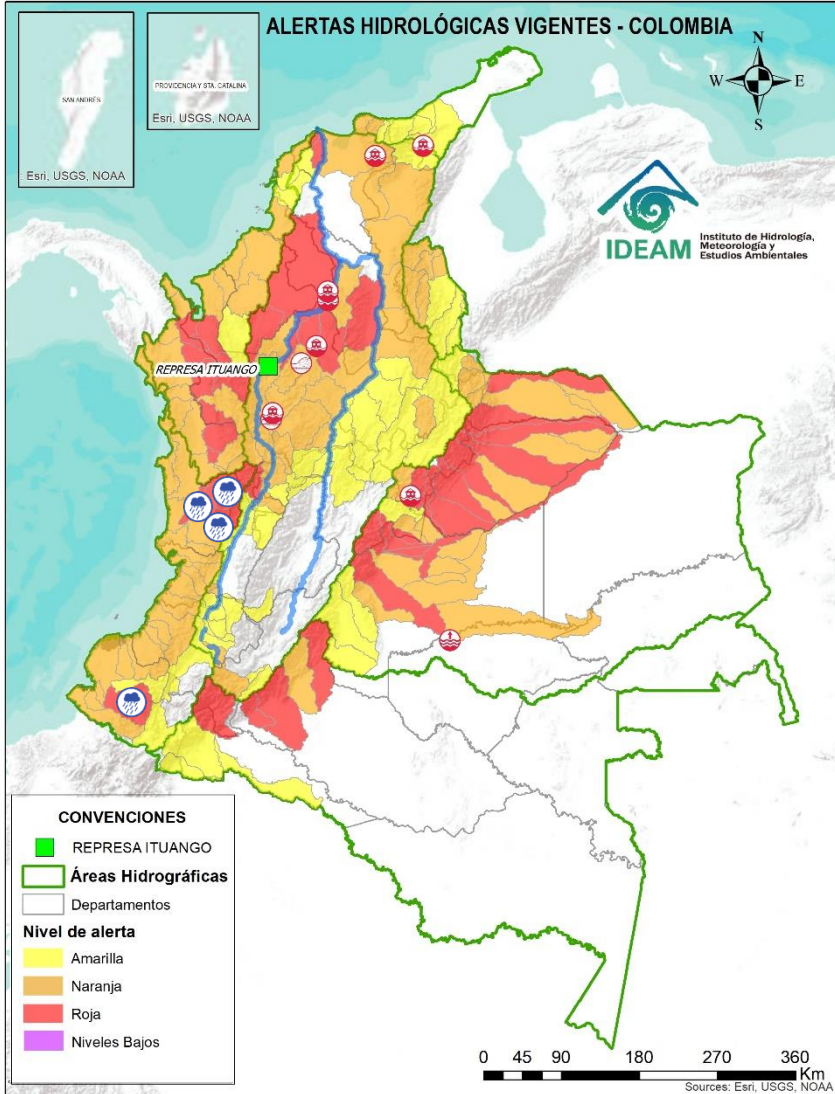 ALERTAS HIDROLÓGICAS VIGENTES - COLOMBIA
N
W
E
S
SAN ANDRÉS
Esri, USGS, NOAA
PROVIDENCIA Y STA. CATALINA
Esri, USGS, NOAA
IDEAM
Instituto de Hidrología,
Meteorología y
Estudios Ambientales
REPRESA ITUANGO
CONVENCIONES
REPRESA ITUANGO
Áreas Hidrográficas
Departamentos
Nivel de alerta
Amarilla
Naranja
Roja
Niveles Bajos
0 45 90 180 270 360
Km
Sources: Esri, USGS, NOAA